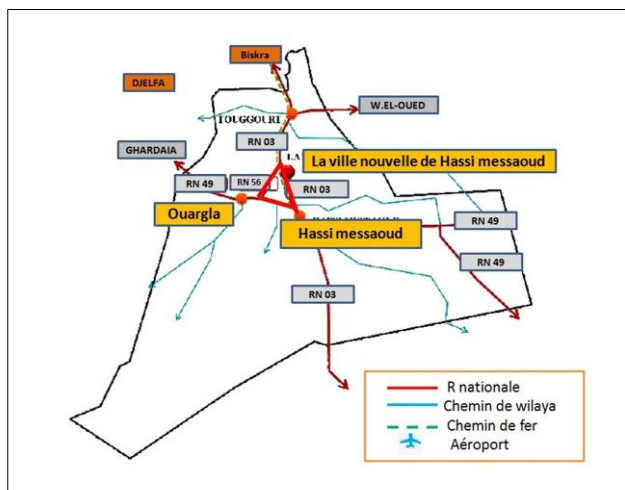 Biskra
DJELFA
W.EL-OUED
TOUGGOURT
RN 03
GHARDAIA
LA
La ville nouvelle de Hassi messaoud
RN 49
RN 56
RN 03
Ouargla
Hassi messaoud
RN 49
RN 49
RN 03
R nationale
Chemin de wilaya
Chemin de fer
Aéroport